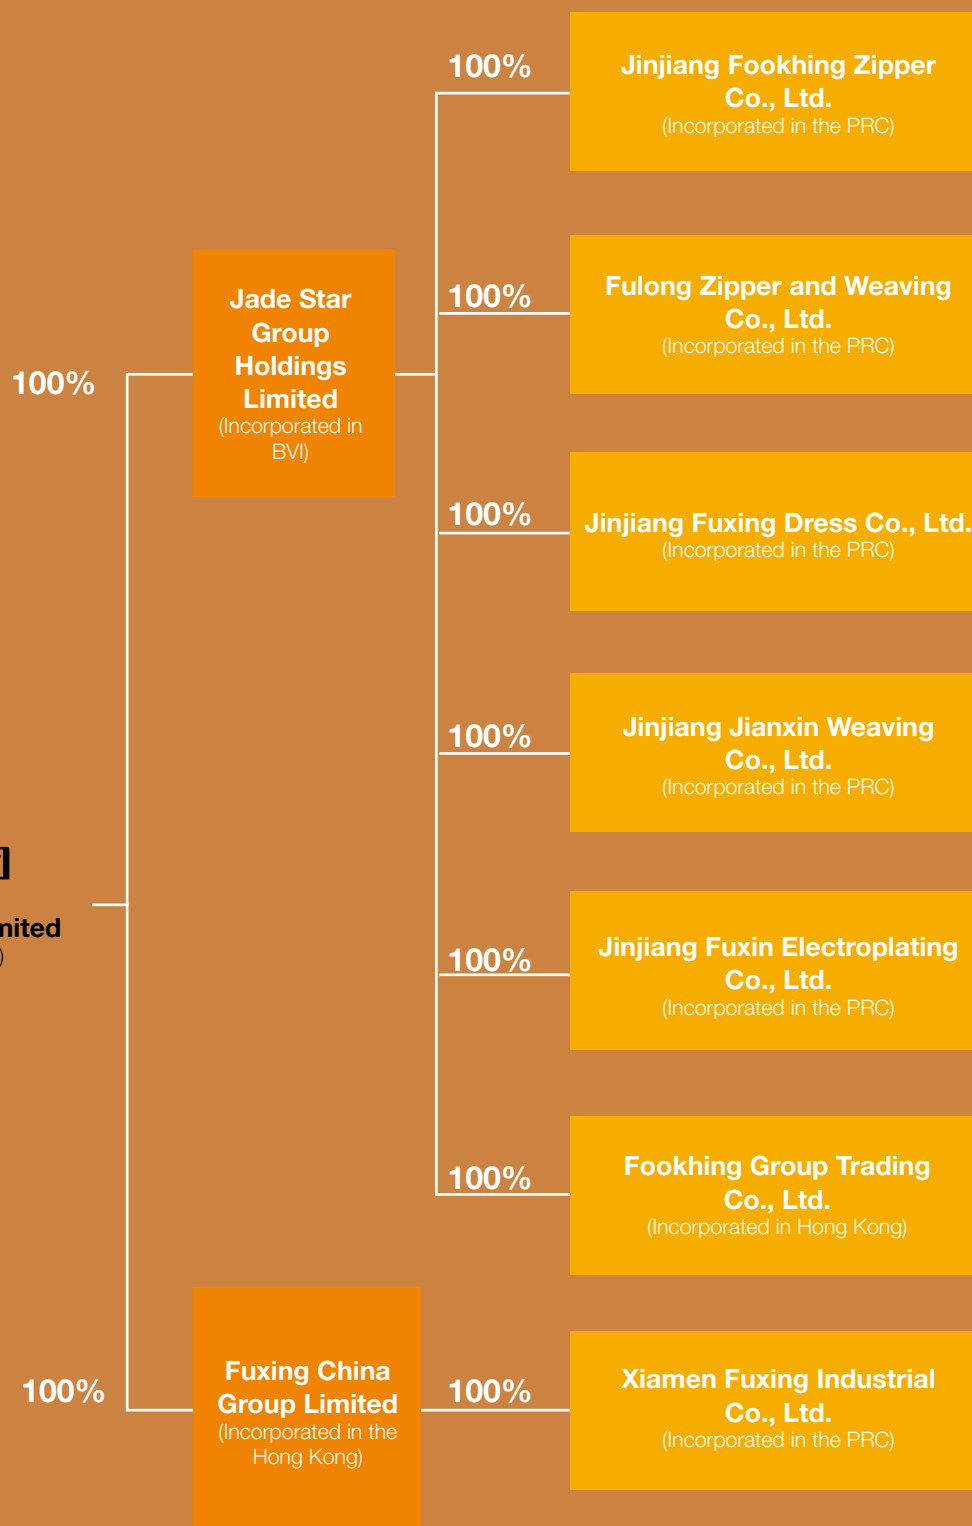 100%
Jinjiang Fookhing Zipper
Co., Ltd.
(Incorporated in the PRC)
100%
Fulong Zipper and Weaving
Co., Ltd.
(Incorporated in the PRC)
100%
Jade Star
Group
Holdings
Limited
(Incorporated in
BVI)
100%
Jinjiang Fuxing Dress Co., Ltd.
(Incorporated in the PRC)
100%
Jinjiang Jianxin Weaving
Co., Ltd.
(Incorporated in the PRC)
100%
Jinjiang Fuxin Electroplating
Co., Ltd.
(Incorporated in the PRC)
100%
Fookhing Group Trading
Co., Ltd.
(Incorporated in Hong Kong)
100%
Fuxing China
Group Limited
(Incorporated in the
Hong Kong)
100%
Xiamen Fuxing Industrial
Co., Ltd.
(Incorporated in the PRC)